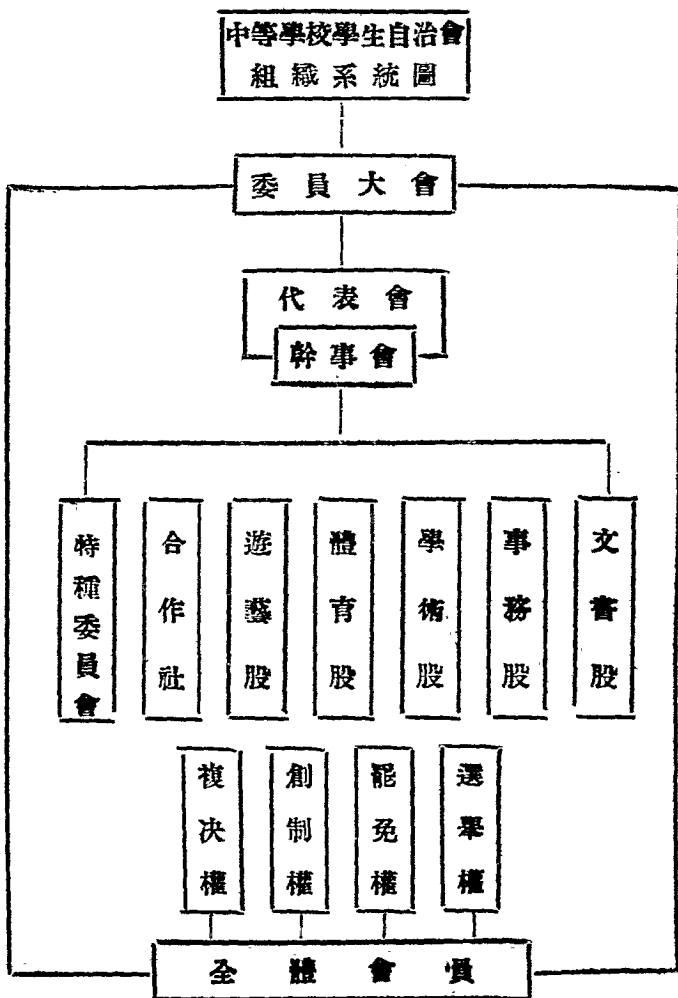 中等學校學生自治會
組織系統圖
委員大會
代表會
幹事會
文書股
事務股
學術股
體育股
遊藝股
合作社
特種委員會
選舉權
罷免權
創制權
複决權
全體會員